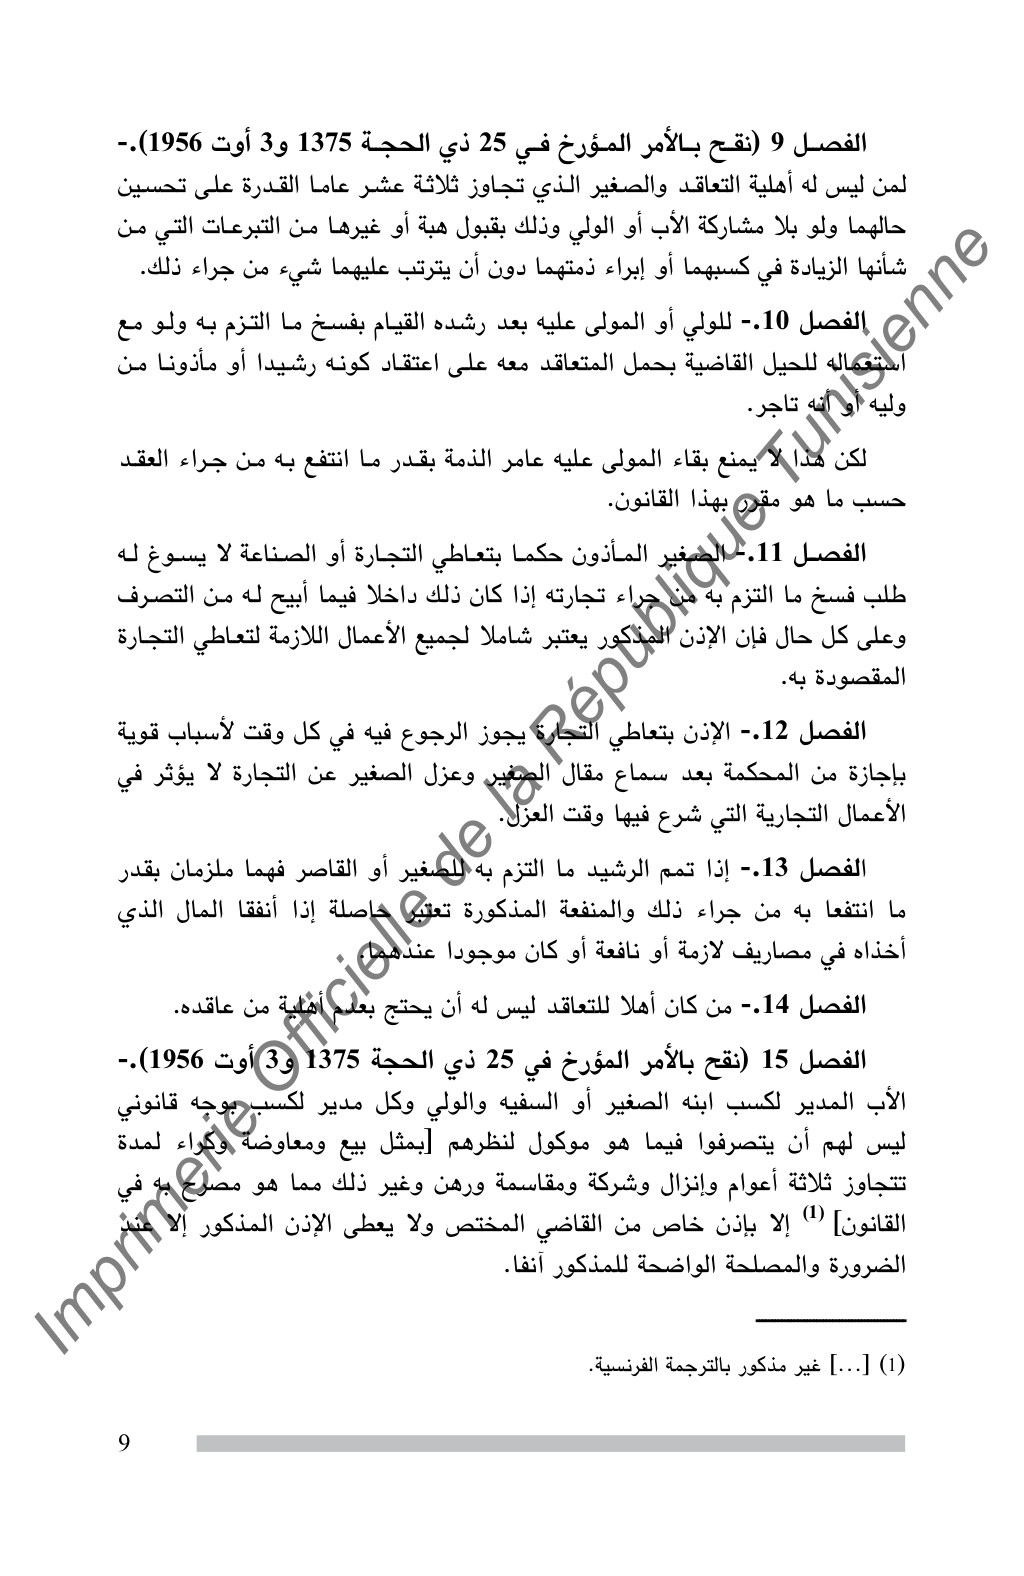 الفصل 9 (نقح بالأمر المؤرخ في 25 ذي الحجة 1375 و3 أوت 1956).-
لمن ليس له أهلية التعاقد والصغير الذي تجاوز ثلاثة عشر عاما القدرة على تحسين
حالهما ولو بلا مشاركة الأب أو الولي وذلك بقبول هبة أو غيرها من التبرعات التي من
شأنها الزيادة في كسبهما أو إبراء ذمتهما دون أن يترتب عليهما شيء من جراء ذلك.
الفصل 10.- للولي أو المولى عليه بعد رشده القيام بفسخ ما التزم به ولو مع
استعماله للحيل القاضية بحمل المتعاقد معه على اعتقاد كونه رشيدا أو مأذونا من
وليه أو أنه تاجر.
لكن هذا لا يمنع بقاء المولى عليه عامر الذمة بقدر ما انتفع به من جراء العقد
حسب ما هو مقرر بهذا القانون.
الفصل 11.- الصغير المأذون حكما بتعاطي التجارة أو الصناعة لا يسوغ له
طلب فسخ ما التزم به من جراء تجارته إذا كان ذلك داخلا فيما أبيح له من التصرف
وعلى كل حال فإن الإذن المذكور يعتبر شاملا لجميع الأعمال اللازمة لتعاطي التجارة
المقصودة به.
الفصل 12.- الإذن بتعاطي التجارة يجوز الرجوع فيه في كل وقت لأسباب قوية
بإجازة من المحكمة بعد سماع مقال الصغير وعزل الصغير عن التجارة لا يؤثر في
الأعمال التجارية التي شرع فيها وقت العزل.
الفصل 13.- إذا تمم الرشيد ما التزم به للصغير أو القاصر فهما ملزمان بقدر
ما انتفعا به من جراء ذلك والمنفعة المذكورة تعتبر حاصلة إذا أنفقا المال الذي
أخذاه في مصاريف لازمة أو نافعة أو كان موجودا عندهما.
الفصل 14.- من كان أهلا للتعاقد ليس له أن يحتج بعدم أهلية من عاقده.
الفصل 15 (نقح بالأمر المؤرخ في 25 ذي الحجة 1375 و3 أوت 1956).-
الأب المدير لكسب ابنه الصغير أو السفيه والولي وكل مدير لكسب بوجه قانوني
ليس لهم أن يتصرفوا فيما هو موكول لنظرهم [بمثل بيع ومعاوضة وكراء لمدة
تتجاوز ثلاثة أعوام وإنزال وشركة ومقاسمة ورهن وغير ذلك مما هو مصرح به في
القانون] (1) إلا بإذن خاص من القاضي المختص ولا يعطى الإذن المذكور إلا عند
الضرورة والمصلحة الواضحة للمذكور آنفا.
(1) [...] غير مذكور بالترجمة الفرنسية.
9
Imprimerie Officielle de la République Tunisienne